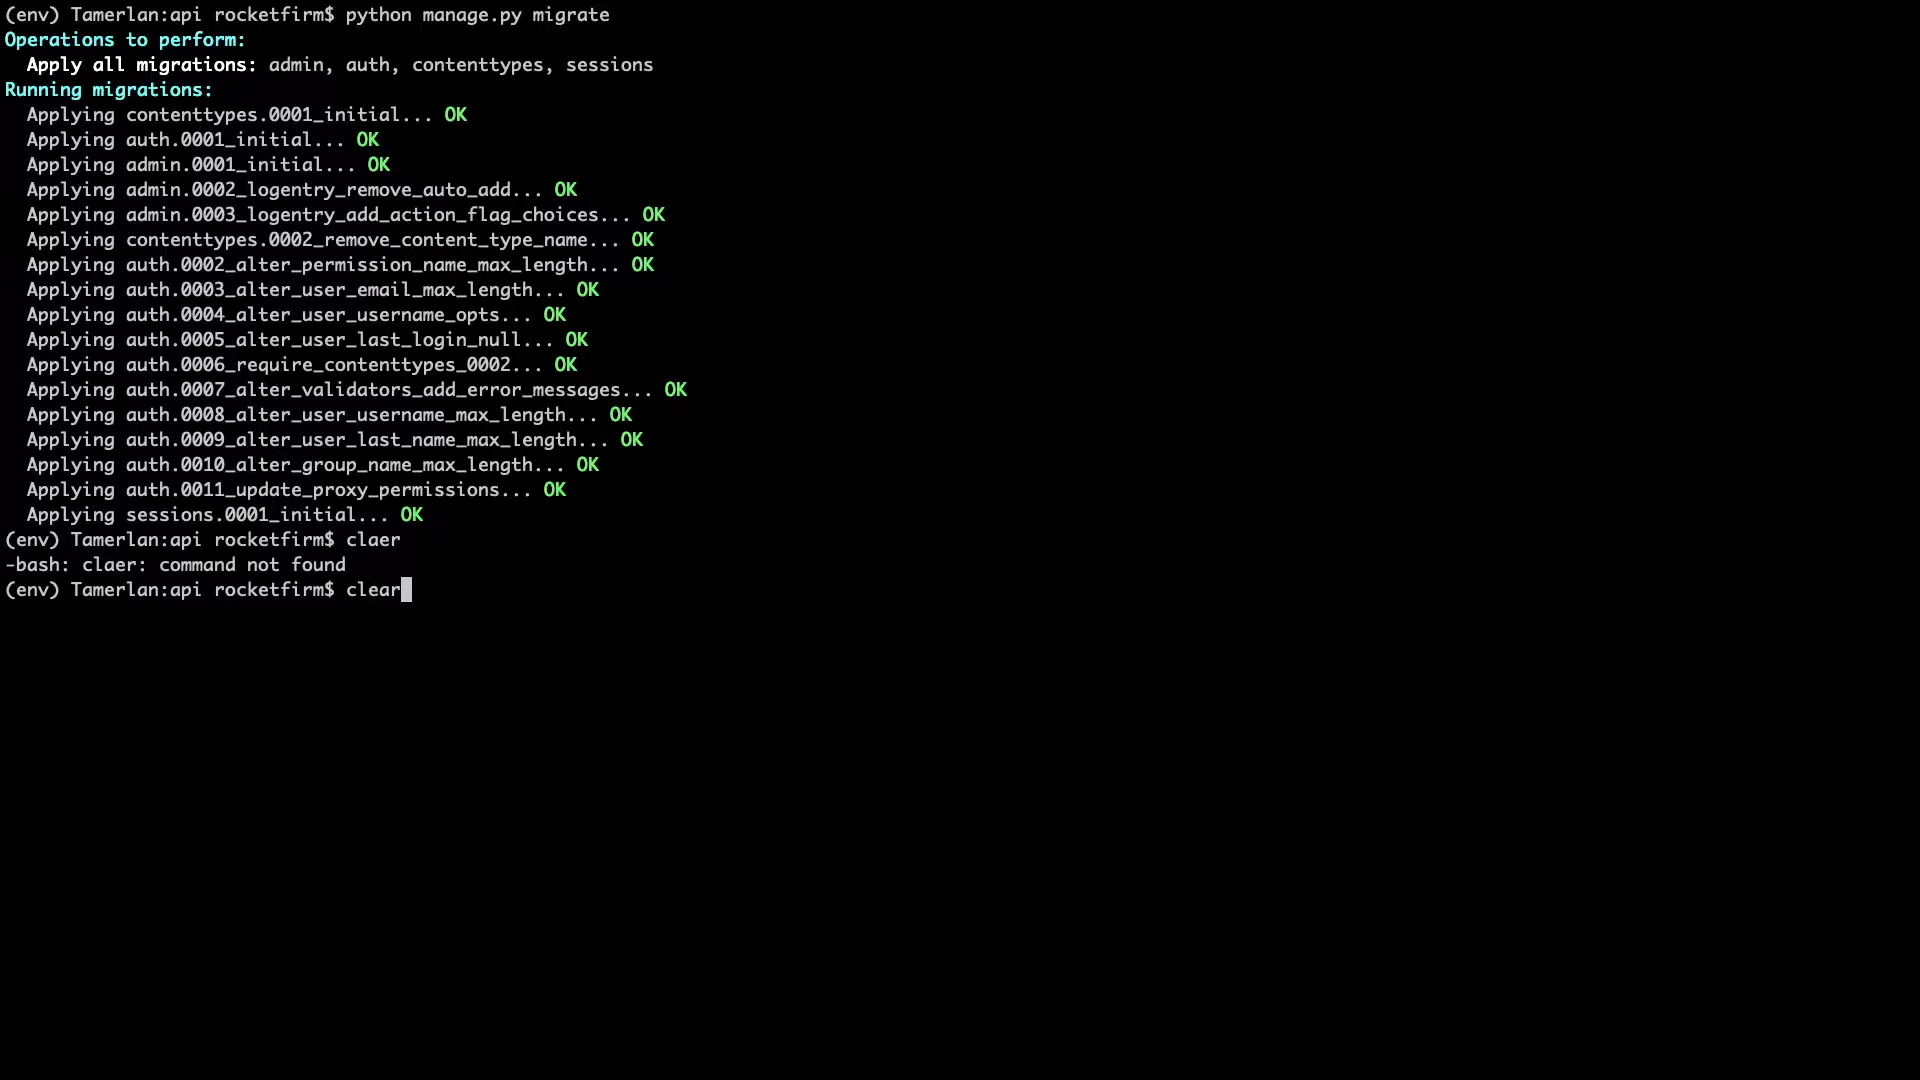 (env) Tamerlan:api rocketfirm$ python manage.py migrate
Operations to perform:
  Apply all migrations: admin, auth, contenttypes, sessions
Running migrations:
  Applying contenttypes.0001_initial... OK
  Applying auth.0001_initial... OK
  Applying admin.0001_initial... OK
  Applying admin.0002_logentry_remove_auto_add... OK
  Applying admin.0003_logentry_add_action_flag_choices... OK
  Applying contenttypes.0002_remove_content_type_name... OK
  Applying auth.0002_alter_permission_name_max_length... OK
  Applying auth.0003_alter_user_email_max_length... OK
  Applying auth.0004_alter_user_username_opts... OK
  Applying auth.0005_alter_user_last_login_null... OK
  Applying auth.0006_require_contenttypes_0002... OK
  Applying auth.0007_alter_validators_add_error_messages... OK
  Applying auth.0008_alter_user_username_max_length... OK
  Applying auth.0009_alter_user_last_name_max_length... OK
  Applying auth.0010_alter_group_name_max_length... OK
  Applying auth.0011_update_proxy_permissions... OK
  Applying sessions.0001_initial... OK
(env) Tamerlan:api rocketfirm$ claer
-bash: claer: command not found
(env) Tamerlan:api rocketfirm$ clear